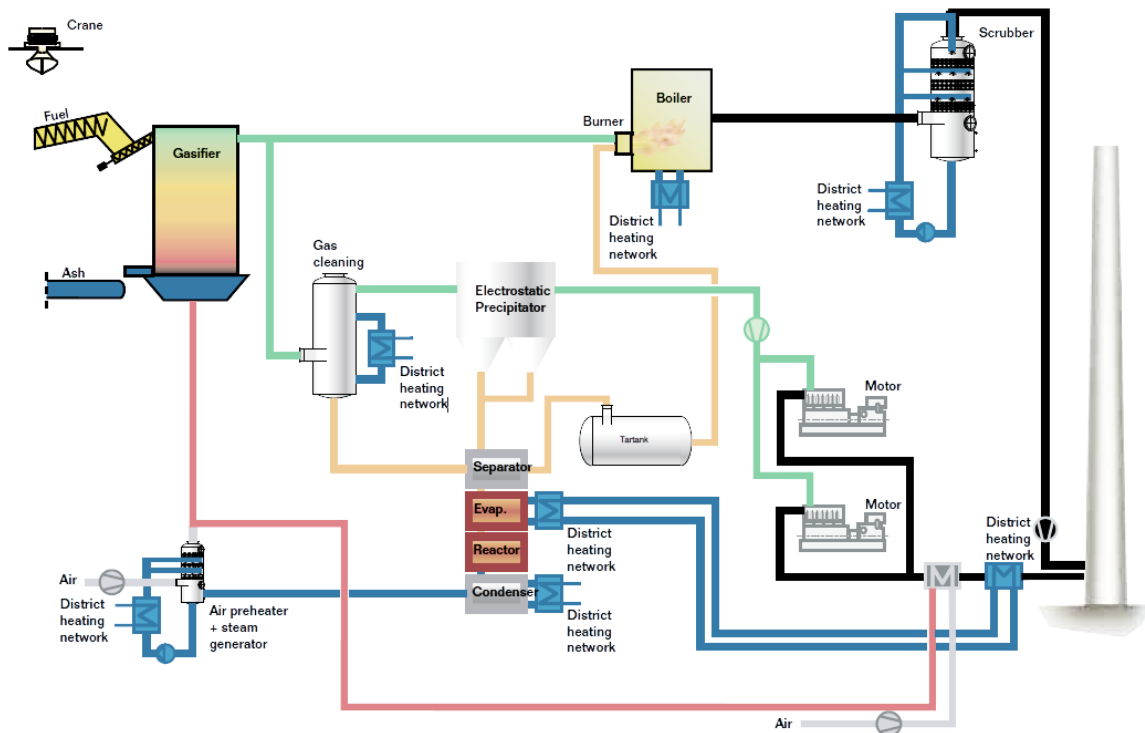 Crane
Scrubber
Fuel
Boiler
Burner
Gasifier
District
heating
network
District
heating
network
Gas
cleaning
Ash
Electrostatic
Precipitator
District
heating
network
Motor
Tartank
Separator
Motor
Evap.
District
heating
network
Reactor
District
heating
network
Air
Condenser
District
heating
network
Air preheater
+ steam
generator
District
heating
network
Air